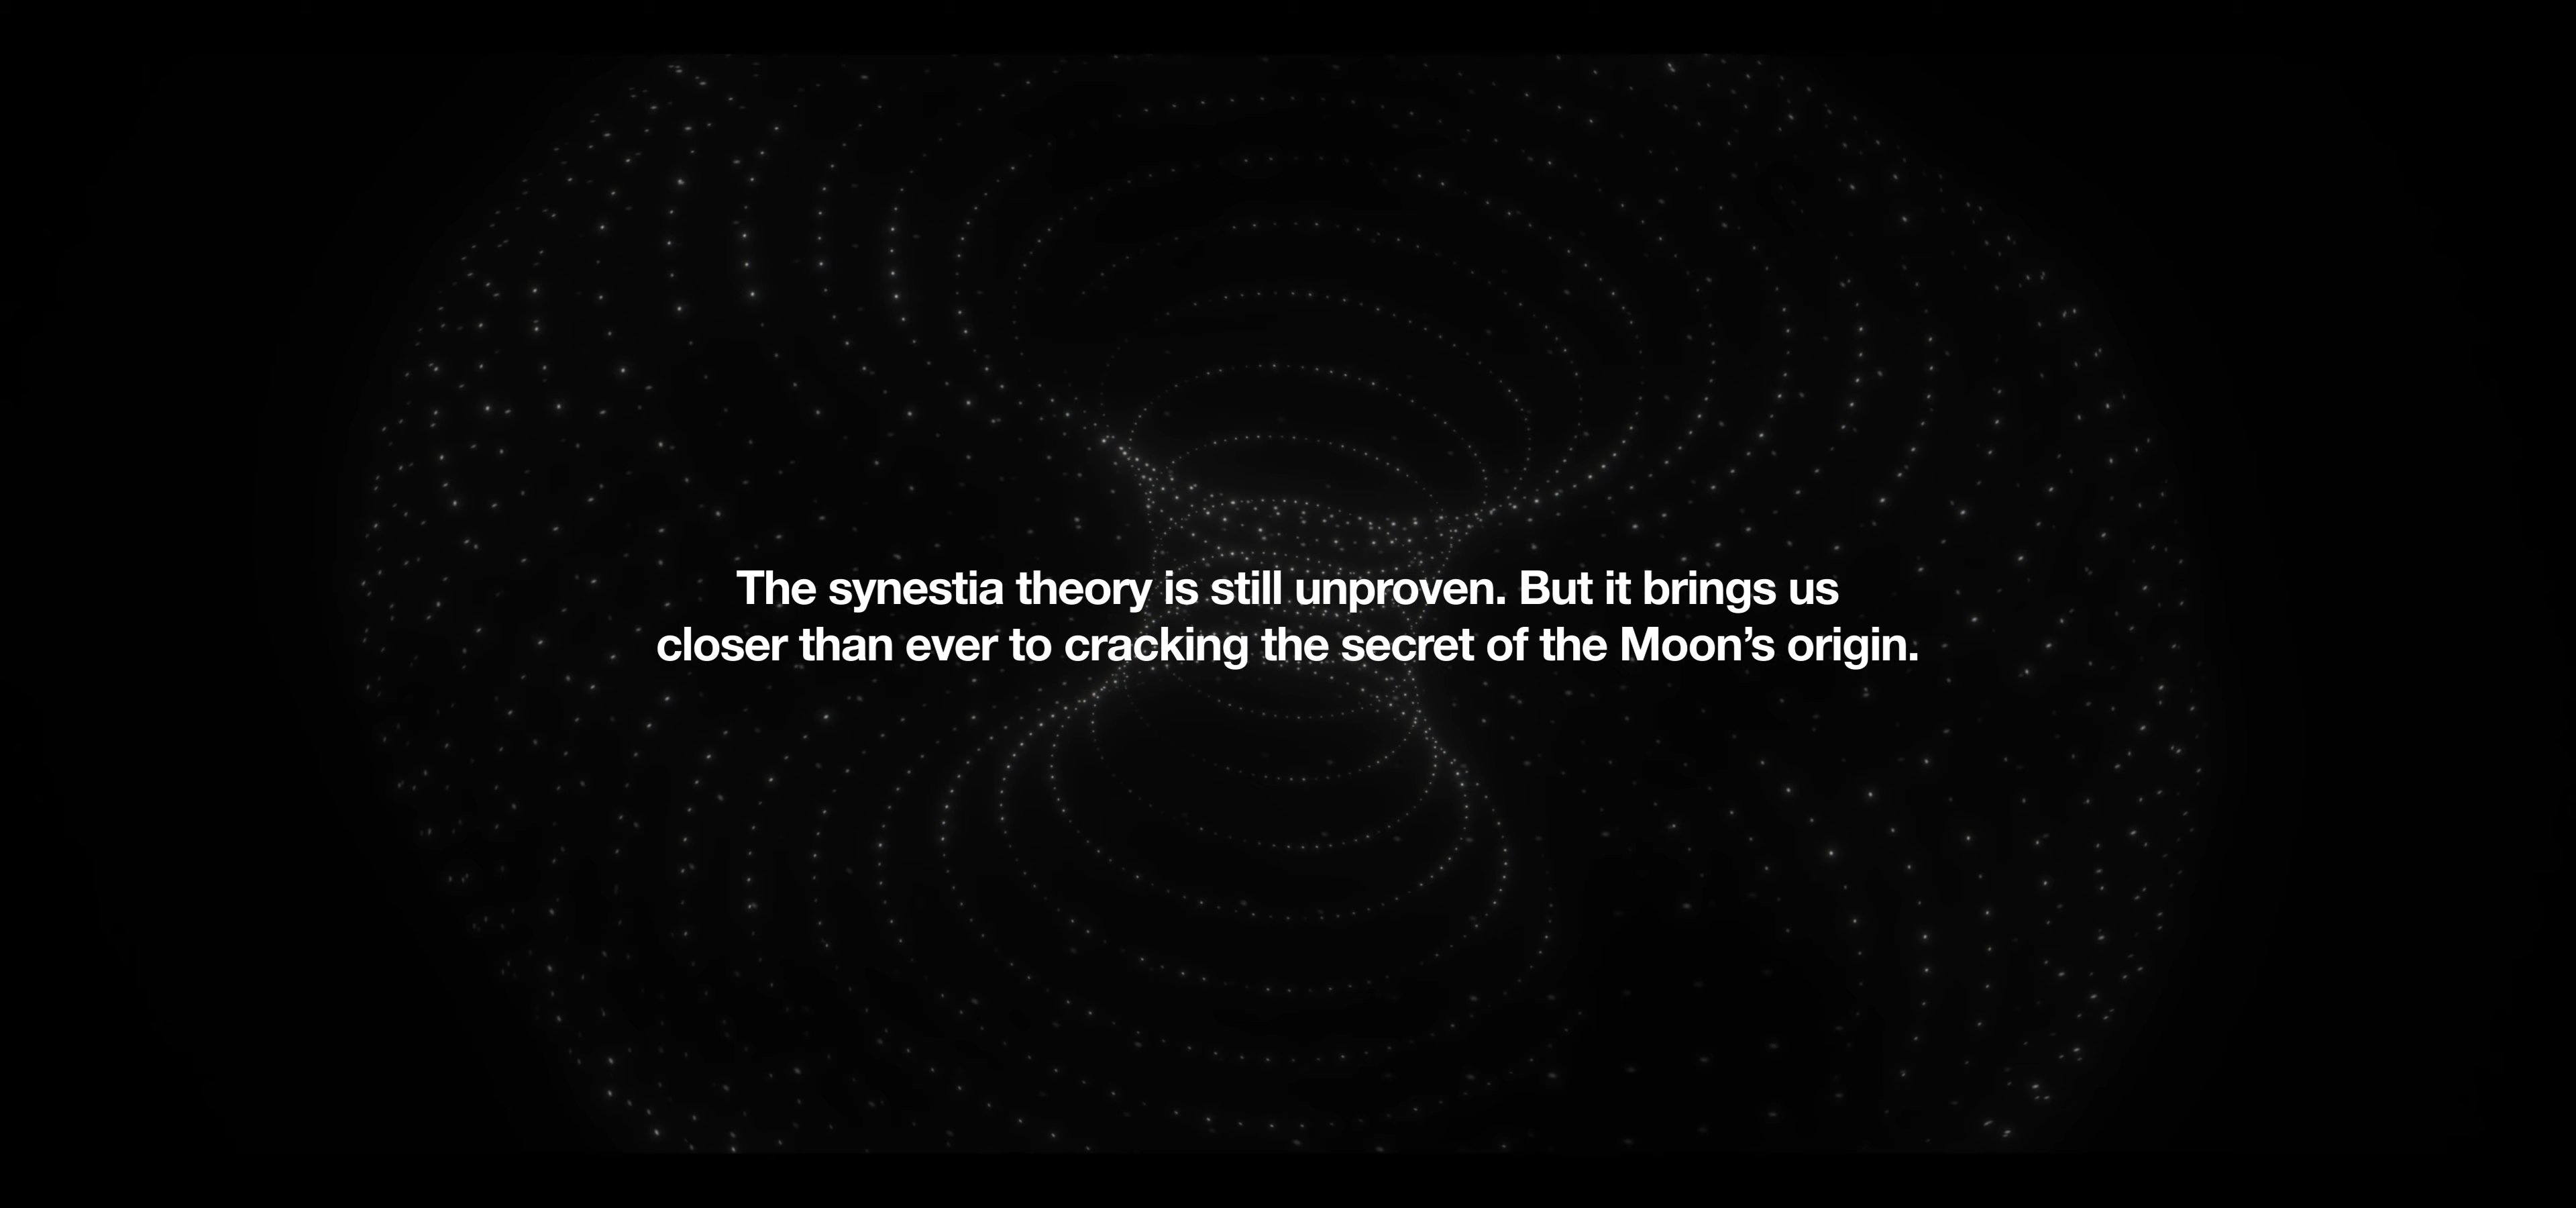 The synestia theory is still unproven. But it brings us
closer than ever to cracking the secret of the Moon’s origin.